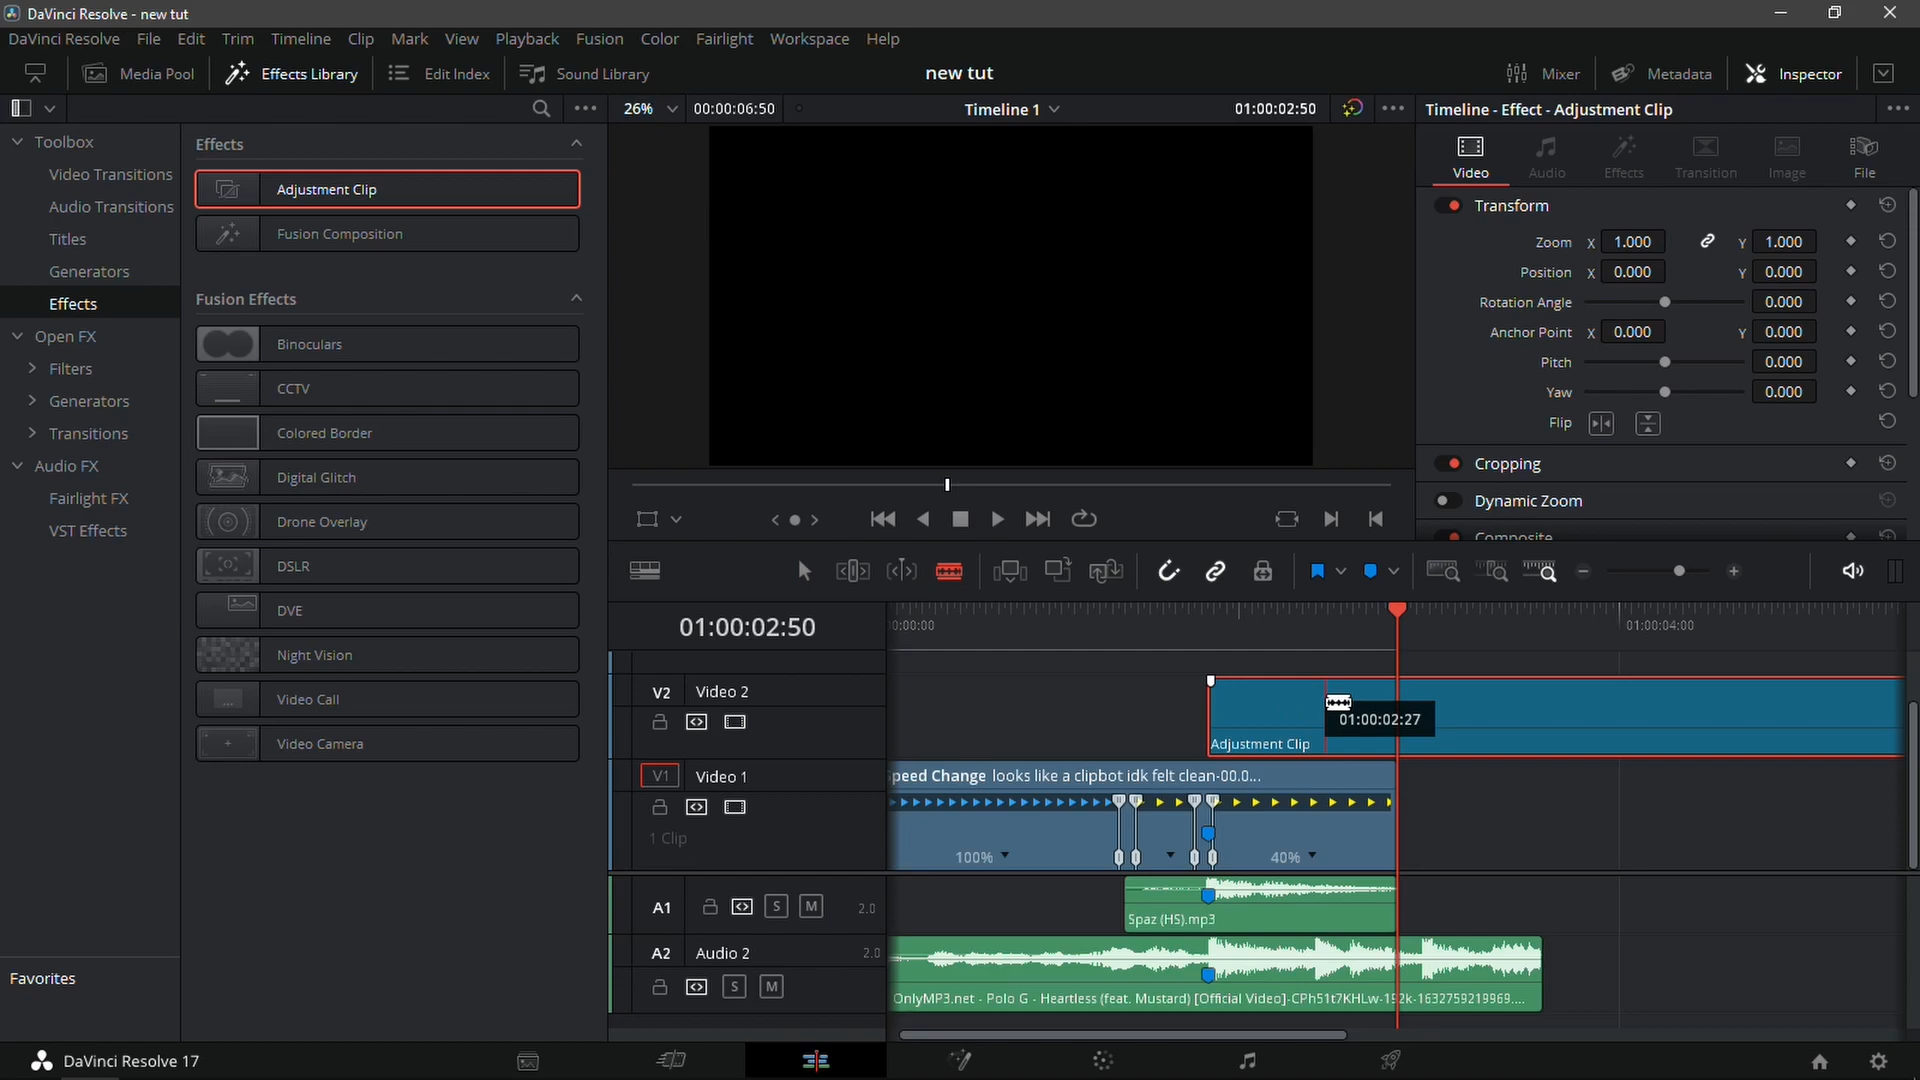 DaVinci Resolve - new tut
DaVinci Resolve File Edit Trim Timeline Clip Mark View Playback Fusion Color Fairlight Workspace Help
Media Pool Effects Library Edit Index Sound Library new tut Mixer Metadata Inspector
26% 00:00:06:50 Timeline 1 01:00:02:50 Timeline - Effect - Adjustment Clip
Toolbox
Video Transitions
Audio Transitions
Titles
Generators
Effects
Open FX
Filters
Generators
Transitions
Audio FX
Fairlight FX
VST Effects
Favorites
Effects
Adjustment Clip
Fusion Composition
Fusion Effects
Binoculars
CCTV
Colored Border
Digital Glitch
Drone Overlay
DSLR
DVE
Night Vision
Video Call
Video Camera
Video Audio Effects Transition Image File
Transform
Zoom X 1.000 Y 1.000
Position X 0.000 Y 0.000
Rotation Angle 0.000
Anchor Point X 0.000 Y 0.000
Pitch 0.000
Yaw 0.000
Flip
Cropping
Dynamic Zoom
Composite
01:00:02:50
0:00:00 01:00:04:00
V2 Video 2
01:00:02:27
Adjustment Clip
V1 Video 1
1 Clip
peed Change looks like a clipbot idk felt clean-00.0...
100% 40%
A1 S M 2.0
Spaz (HS).mp3
A2 Audio 2 2.0
S M
OnlyMP3.net - Polo G - Heartless (feat. Mustard) [Official Video]-CPh51t7KHLw-192k-1632759219969....
DaVinci Resolve 17